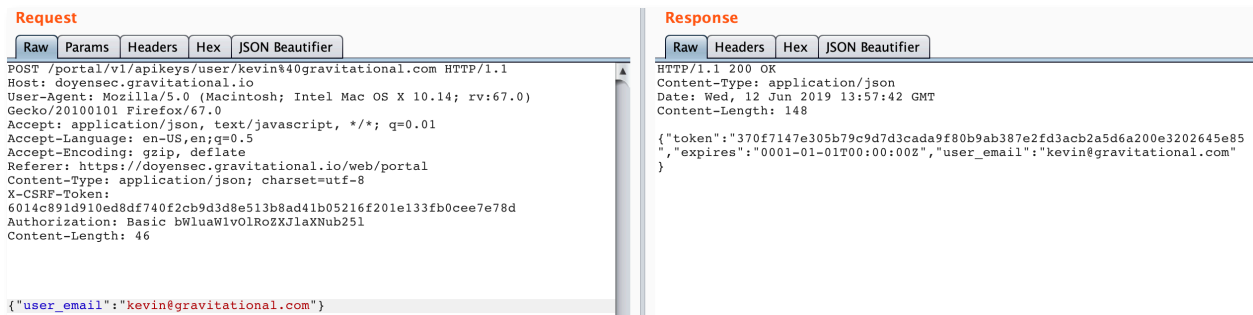 Request
Raw Params Headers Hex JSON Beautifier
POST /portal/v1/apikeys/user/kevin%40gravitational.com HTTP/1.1
Host: doyensec.gravitational.io
User-Agent: Mozilla/5.0 (Macintosh; Intel Mac OS X 10.14; rv:67.0)
Gecko/20100101 Firefox/67.0
Accept: application/json, text/javascript, */*; q=0.01
Accept-Language: en-US,en;q=0.5
Accept-Encoding: gzip, deflate
Referer: https://doyensec.gravitational.io/web/portal
Content-Type: application/json; charset=utf-8
X-CSRF-Token:
6014c891d910ed8df740f2cb9d3d8e513b8ad41b05216f201e133fb0cee7e78d
Authorization: Basic bWluaW1vOlRoZXJlaXNub25l
Content-Length: 46
{"user_email":"kevin@gravitational.com"}
Response
Raw Headers Hex JSON Beautifier
HTTP/1.1 200 OK
Content-Type: application/json
Date: Wed, 12 Jun 2019 13:57:42 GMT
Content-Length: 148
{"token":"370f7147e305b79c9d7d3cada9f80b9ab387e2fd3acb2a5d6a200e3202645e85
","expires":"0001-01-01T00:00:00Z","user_email":"kevin@gravitational.com"
}